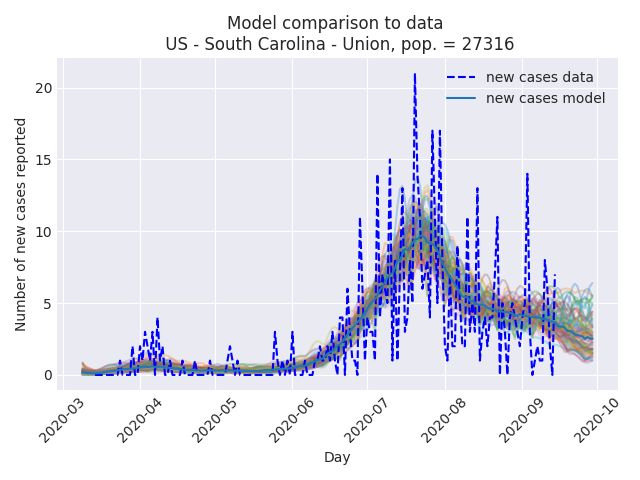 Model comparison to data
US - South Carolina - Union, pop. = 27316
new cases data
new cases model
Number of new cases reported
20
15
10
5
0
2020-03
2020-04
2020-05
2020-06
2020-07
2020-08
2020-09
2020-10
Day